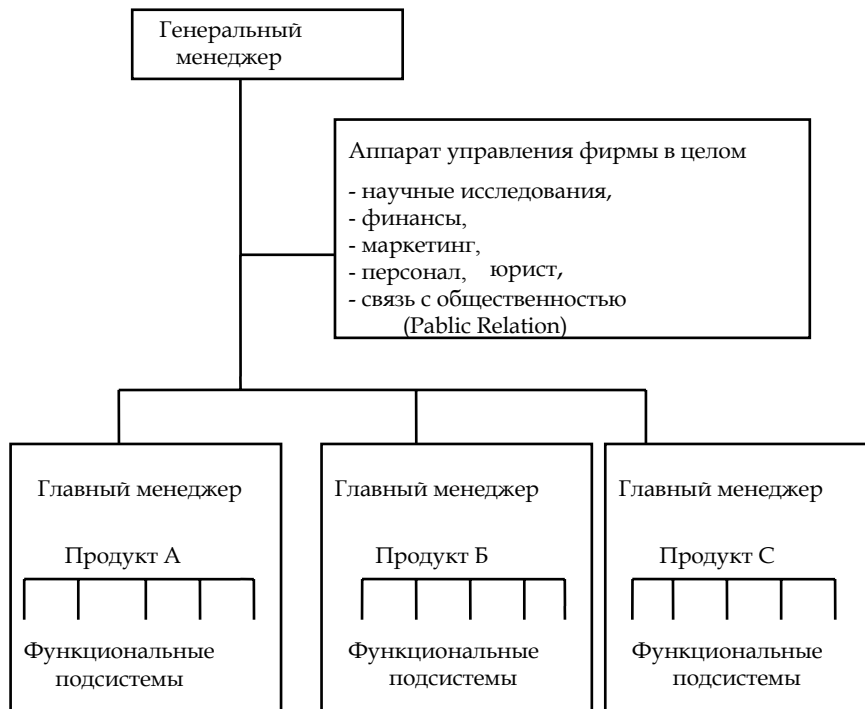 Генеральный
менеджер
Аппарат управления фирмы в целом
- научные исследования,
- финансы,
- маркетинг,
- персонал, юрист,
- связь с общественностью
(Pablic Relation)
Главный менеджер
Продукт А
Функциональные
подсистемы
Главный менеджер
Продукт Б
Функциональные
подсистемы
Главный менеджер
Продукт С
Функциональные
подсистемы